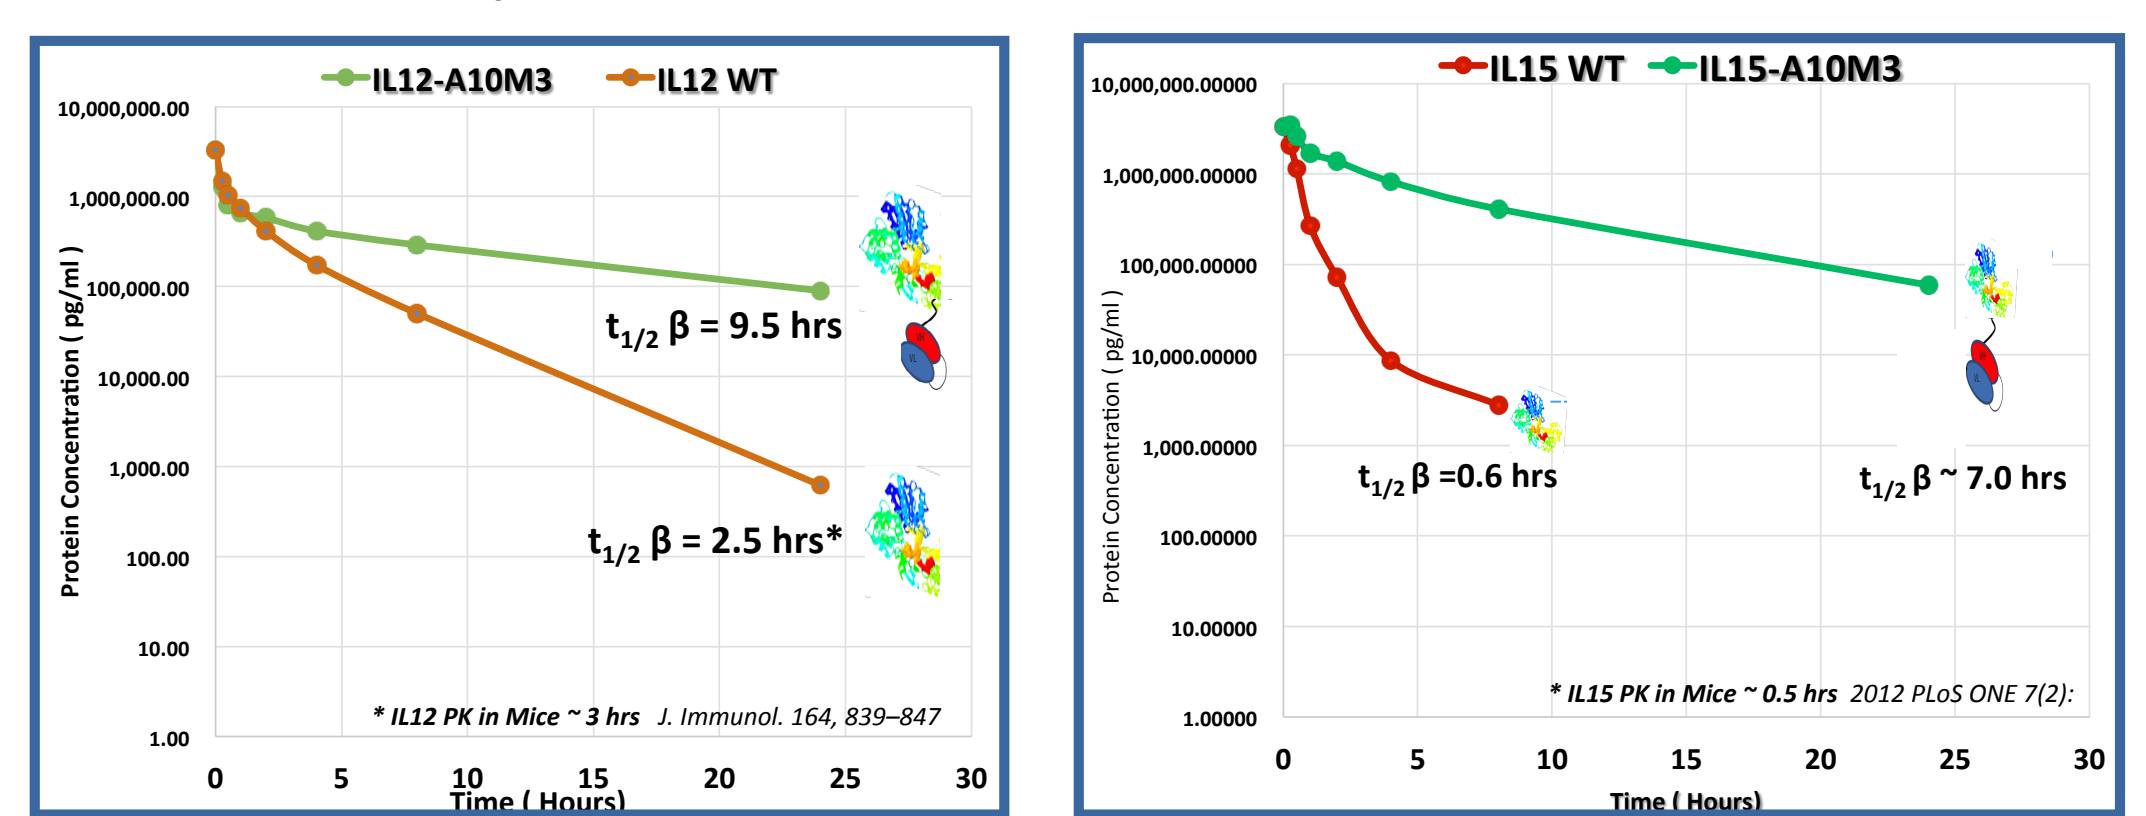 IL12-A10M3 IL12 WT
10,000,000.00
1,000,000.00
100,000.00
10,000.00
1,000.00
100.00
10.00
1.00
Protein Concentration ( pg/ml )
t1/2 β = 9.5 hrs
VH
VL
t1/2 β = 2.5 hrs*
* IL12 PK in Mice ~ 3 hrs J. Immunol. 164, 839–847
0 5 10 15 20 25 30
Time ( Hours)
IL15 WT IL15-A10M3
10,000,000.00000
1,000,000.00000
100,000.00000
10,000.00000
1,000.00000
100.00000
10.00000
1.00000
Protein Concentration ( pg/ml )
VL
t1/2 β =0.6 hrs
t1/2 β ~ 7.0 hrs
* IL15 PK in Mice ~ 0.5 hrs 2012 PLoS ONE 7(2):
0 5 10 15 20 25 30
Time ( Hours)